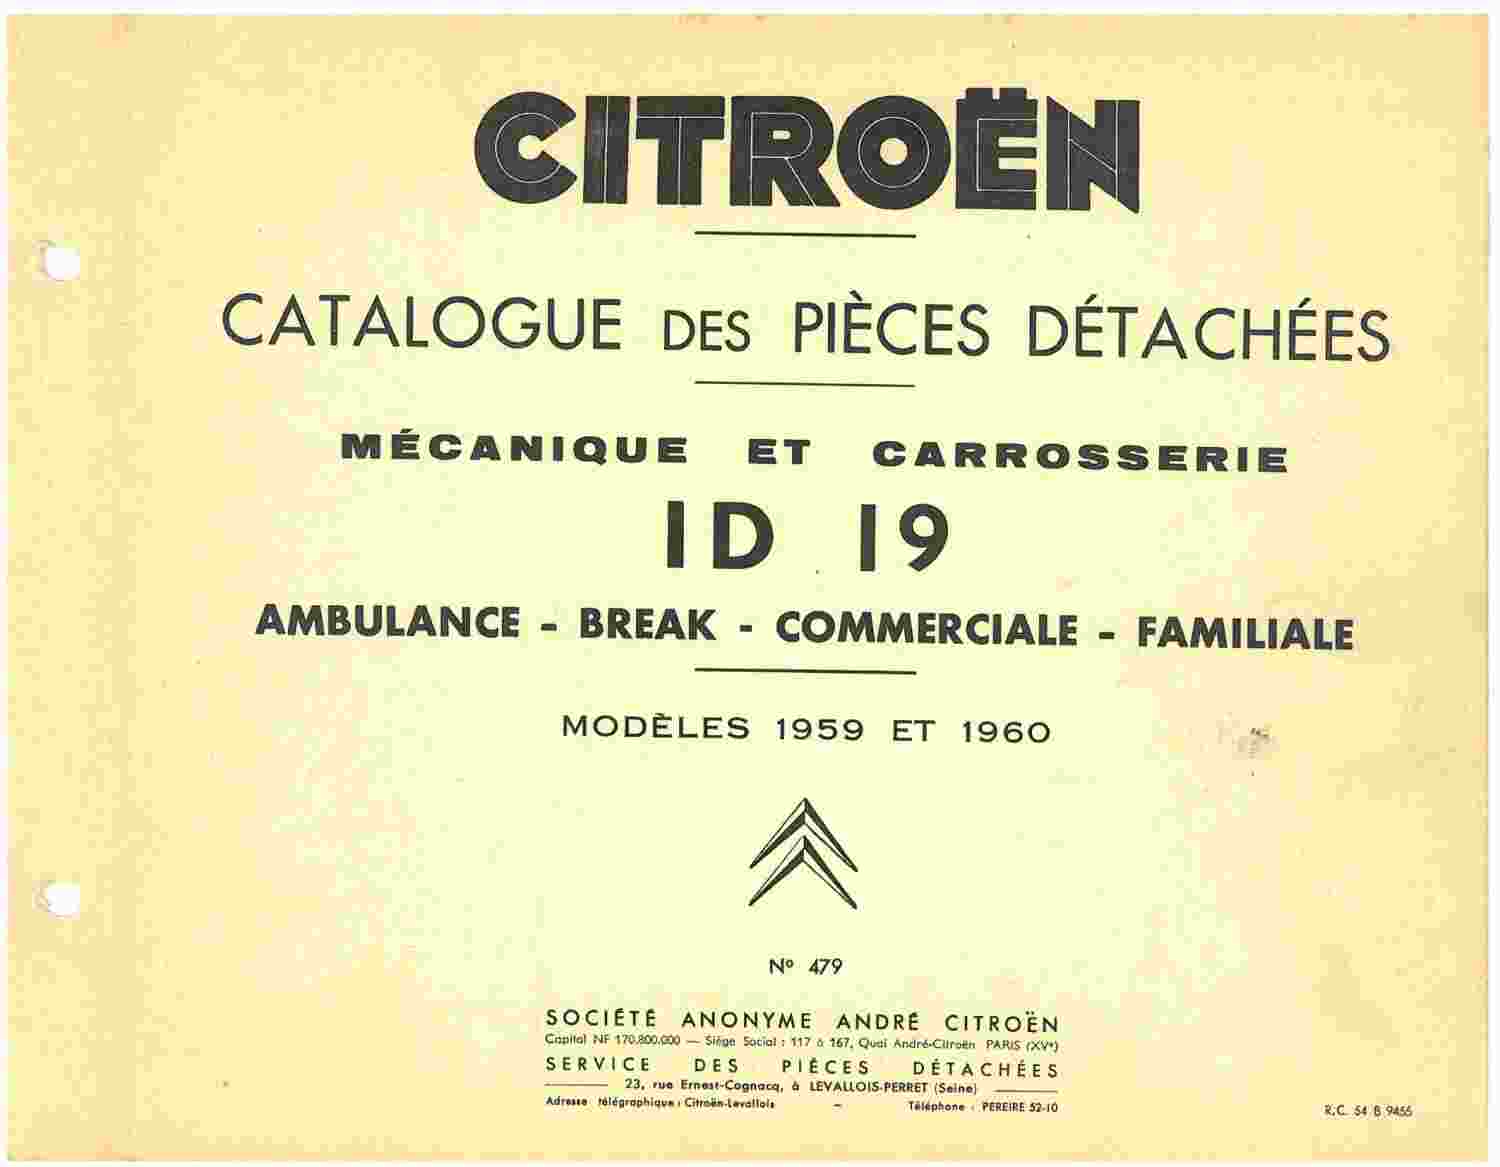 CITROËN
CATALOGUE DES PIÈCES DÉTACHÉES
MÉCANIQUE ET CARROSSERIE
ID 19
AMBULANCE - BREAK - COMMERCIALE - FAMILIALE
MODÈLES 1959 ET 1960
Nº 479
SOCIÉTÉ ANONYME ANDRÉ CITROËN
Capital NF 170.800.000 — Siège Social : 117 à 167, Quai André-Citroën PARIS (XVᵉ)
SERVICE DES PIÈCES DÉTACHÉES
23, rue Ernest-Cognacq, à LEVALLOIS-PERRET (Seine)
Adresse télégraphique : Citroën-Levallois - Téléphone : PEREIRE 52-10
R.C. 54 B 9455